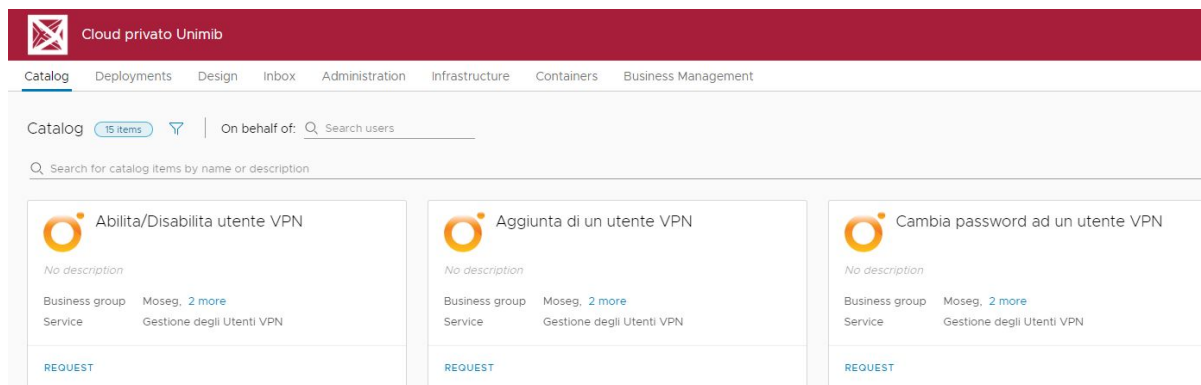 Cloud privato Unimib
Catalog Deployments Design Inbox Administration Infrastructure Containers Business Management
Catalog 15 items On behalf of: Search users
Search for catalog items by name or description
Abilita/Disabilita utente VPN
No description
Business group Moseg, 2 more
Service Gestione degli Utenti VPN
REQUEST
Aggiunta di un utente VPN
No description
Business group Moseg, 2 more
Service Gestione degli Utenti VPN
REQUEST
Cambia password ad un utente VPN
No description
Business group Moseg, 2 more
Service Gestione degli Utenti VPN
REQUEST